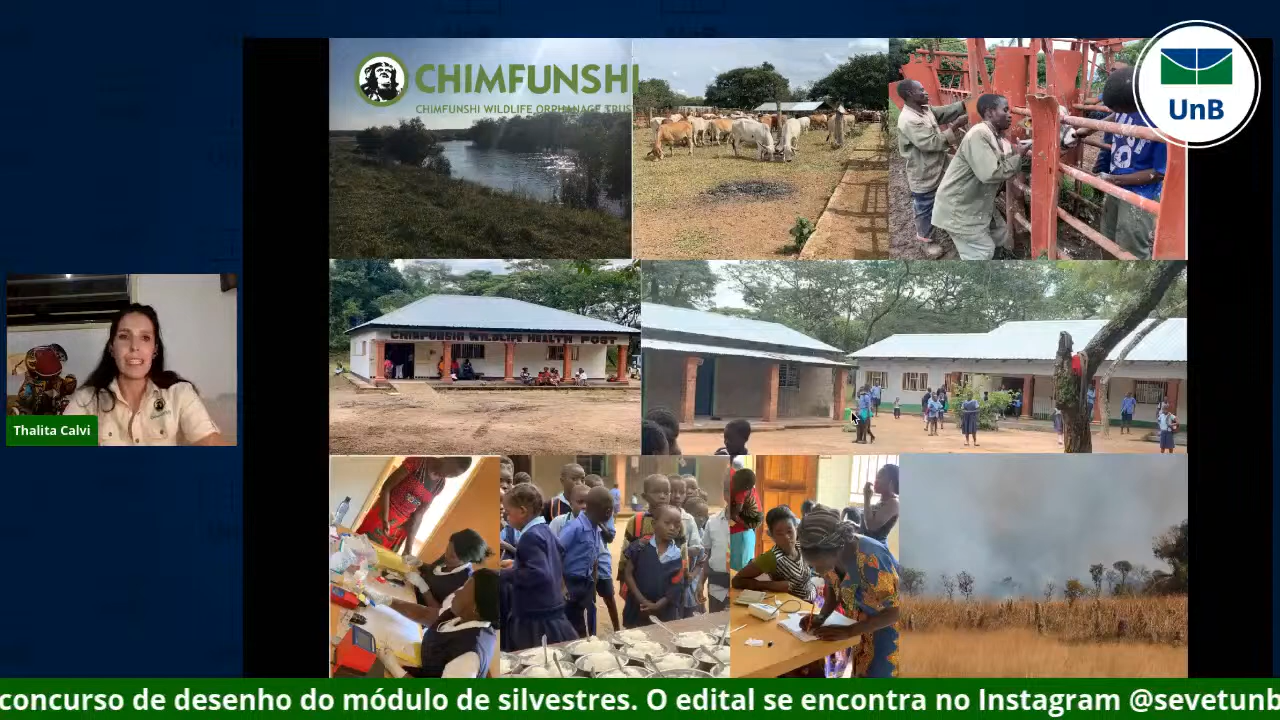 CHIMFUNSHI
CHIMFUNSHI WILDLIFE ORPHANAGE TRUS
UnB
CHIMFUNSHI WILDLIFE HEALTH POST
Thalita Calvi
concurso de desenho do módulo de silvestres. O edital se encontra no Instagram @sevetunb